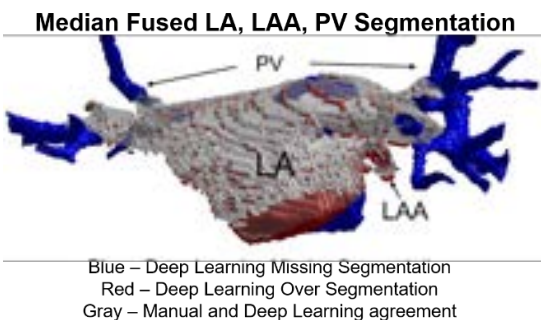 Median Fused LA, LAA, PV Segmentation
PV
LA
LAA
Blue – Deep Learning Missing Segmentation
Red – Deep Learning Over Segmentation
Gray – Manual and Deep Learning agreement